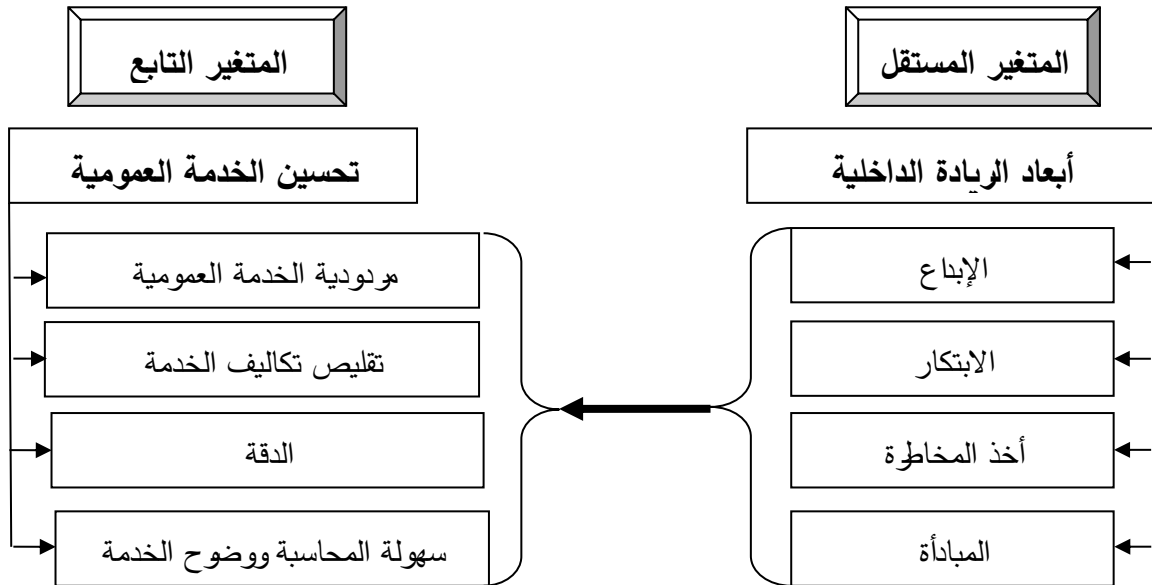 المتغير المستقل
المتغير التابع
أبعاد الريادة الداخلية
تحسين الخدمة العمومية
الإبداع
مردودية الخدمة العمومية
الابتكار
تقليص تكاليف الخدمة
أخذ المخاطرة
الدقة
المبادأة
سهولة المحاسبة ووضوح الخدمة